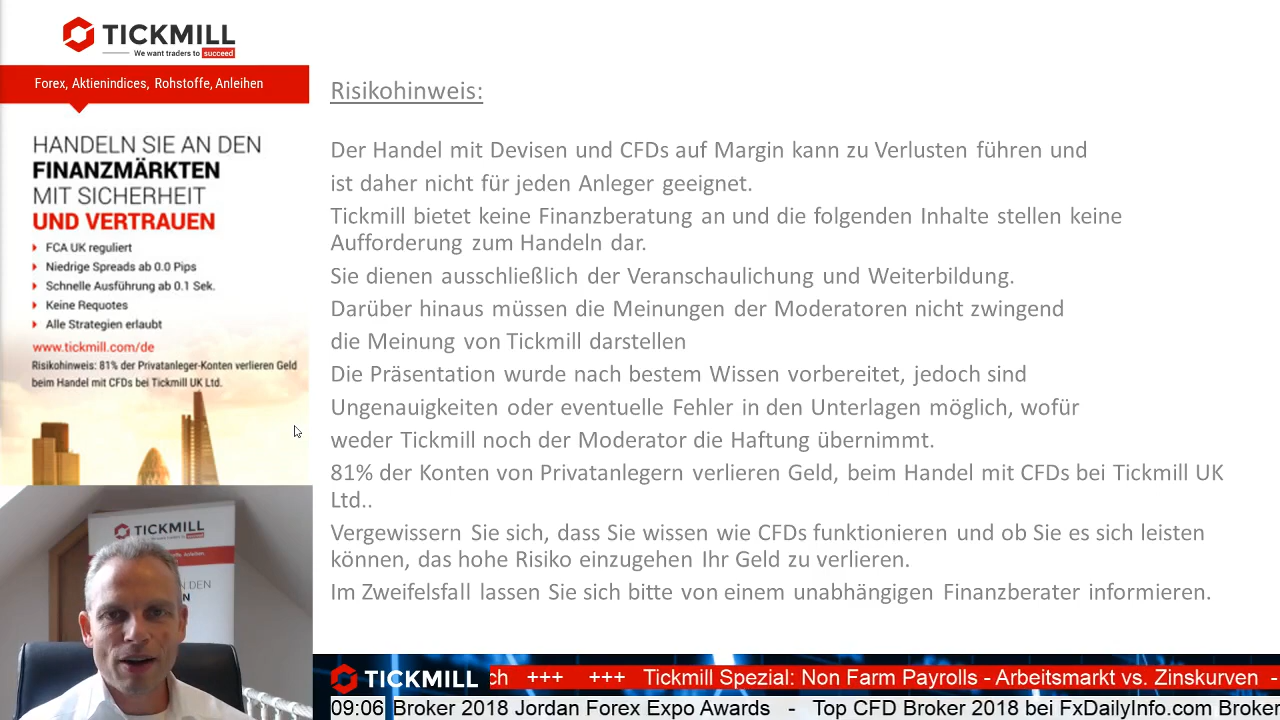 TICKMILL
We want traders to succeed
Forex, Aktienindices, Rohstoffe, Anleihen
HANDELN SIE AN DEN
FINANZMÄRKTEN
MIT SICHERHEIT
UND VERTRAUEN
FCA UK reguliert
Niedrige Spreads ab 0.0 Pips
Schnelle Ausführung ab 0.1 Sek.
Keine Requotes
Alle Strategien erlaubt
www.tickmill.com/de
Risikohinweis: 81% der Privatanleger-Konten verlieren Geld
beim Handel mit CFDs bei Tickmill UK Ltd.
Risikohinweis:
Der Handel mit Devisen und CFDs auf Margin kann zu Verlusten führen und
ist daher nicht für jeden Anleger geeignet.
Tickmill bietet keine Finanzberatung an und die folgenden Inhalte stellen keine
Aufforderung zum Handeln dar.
Sie dienen ausschließlich der Veranschaulichung und Weiterbildung.
Darüber hinaus müssen die Meinungen der Moderatoren nicht zwingend
die Meinung von Tickmill darstellen
Die Präsentation wurde nach bestem Wissen vorbereitet, jedoch sind
Ungenauigkeiten oder eventuelle Fehler in den Unterlagen möglich, wofür
weder Tickmill noch der Moderator die Haftung übernimmt.
81% der Konten von Privatanlegern verlieren Geld, beim Handel mit CFDs bei Tickmill UK
Ltd..
Vergewissern Sie sich, dass Sie wissen wie CFDs funktionieren und ob Sie es sich leisten
können, das hohe Risiko einzugehen Ihr Geld zu verlieren.
Im Zweifelsfall lassen Sie sich bitte von einem unabhängigen Finanzberater informieren.
TICKMILL
DEN
TICKMILL
ch +++ +++ Tickmill Spezial: Non Farm Payrolls - Arbeitsmarkt vs. Zinskurven -
09:06 Broker 2018 Jordan Forex Expo Awards - Top CFD Broker 2018 bei FxDailyInfo.com Broker